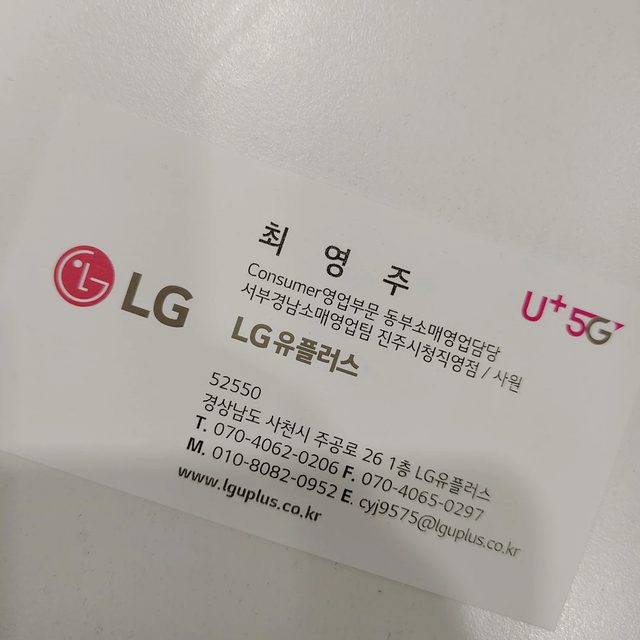 최 영 주
Consumer영업부문 동부소매영업담당
서부경남소매영업팀 진주시청직영점 / 사원
LG
U+5G
LG유플러스
52550
경상남도 사천시 주공로 26 1층 LG유플러스
T. 070-4062-0206 F. 070-4065-0297
M. 010-8082-0952 E. cyj9575@lguplus.co.kr
www.lguplus.co.kr